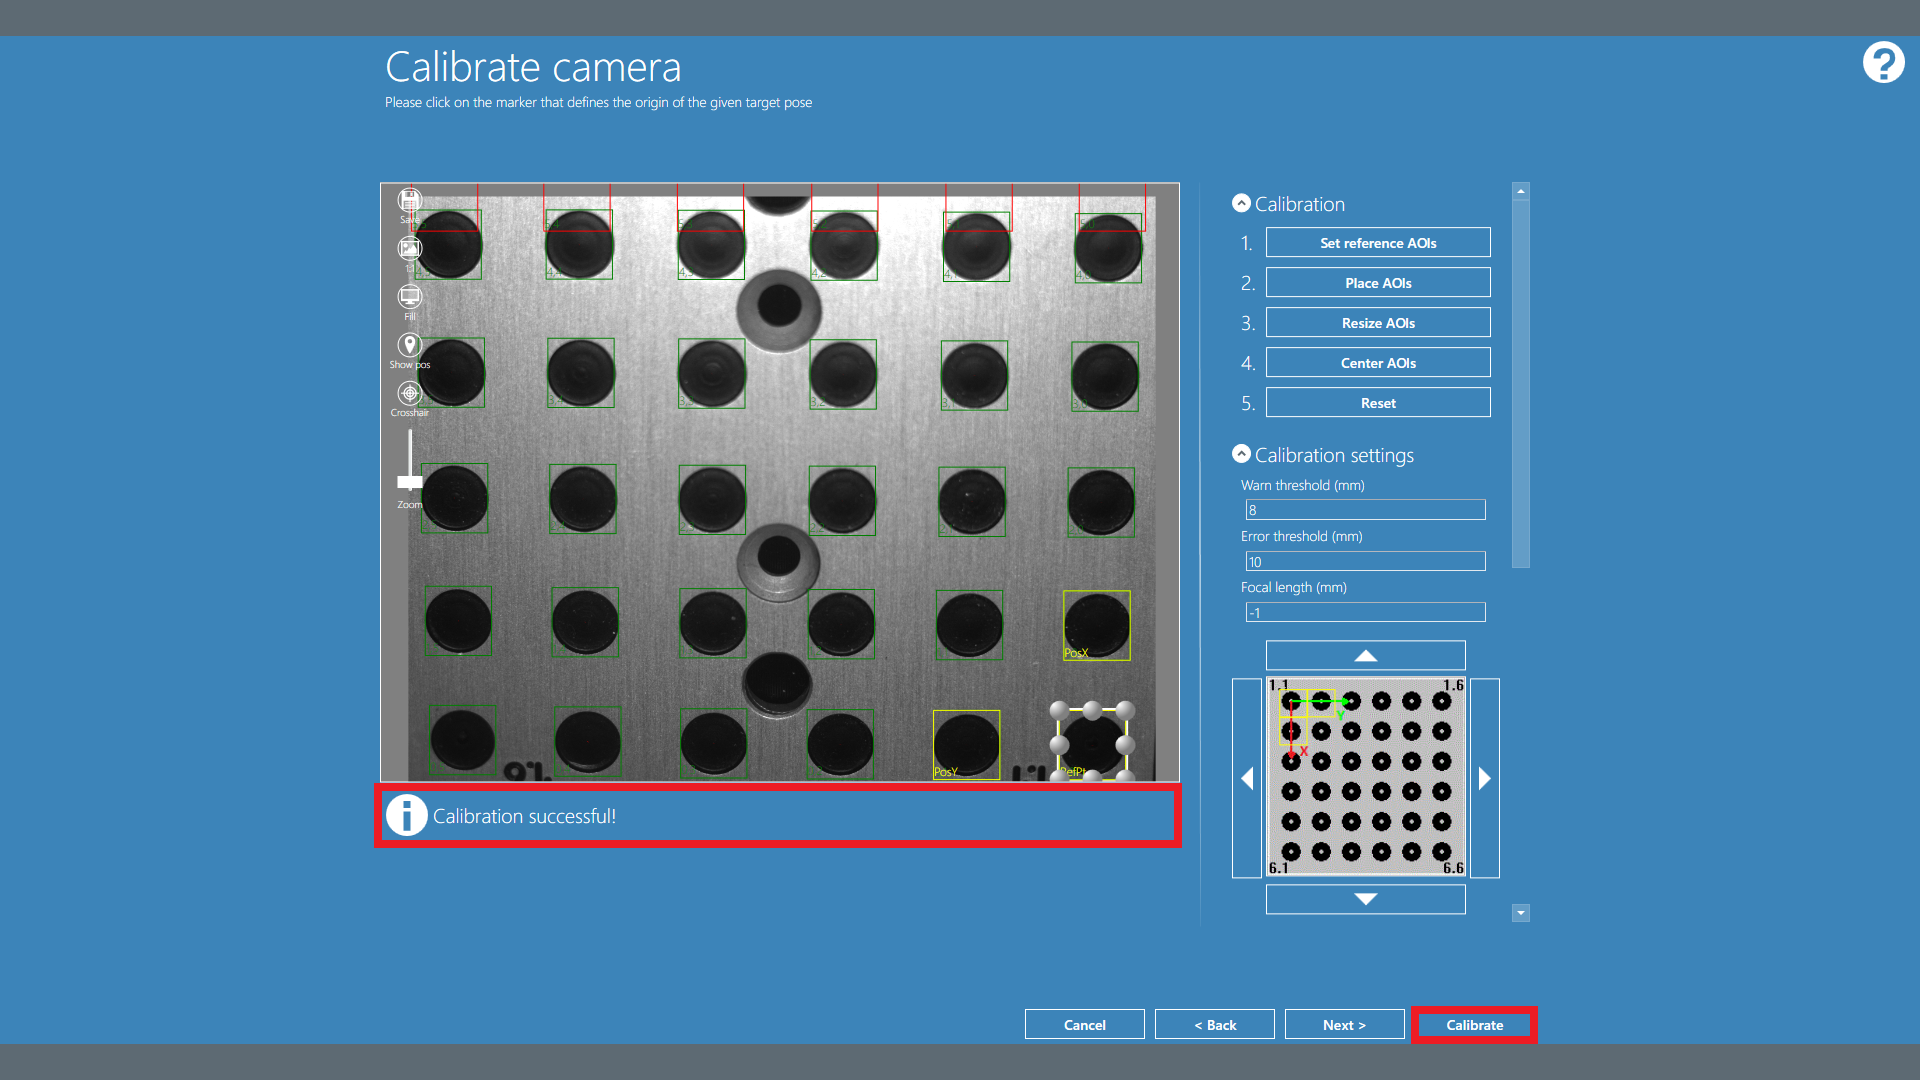 Calibrate camera
Please click on the marker that defines the origin of the given target pose
Save
1:1
Fill
Show pos
Crosshair
Zoom
PosX
PosY
RefPt
Calibration successful!
Calibration
1. Set reference AOIs
2. Place AOIs
3. Resize AOIs
4. Center AOIs
5. Reset
Calibration settings
Warn threshold (mm)
8
Error threshold (mm)
10
Focal length (mm)
-1
1.1 1.6
Y
X
6.1 6.6
Cancel < Back Next > Calibrate